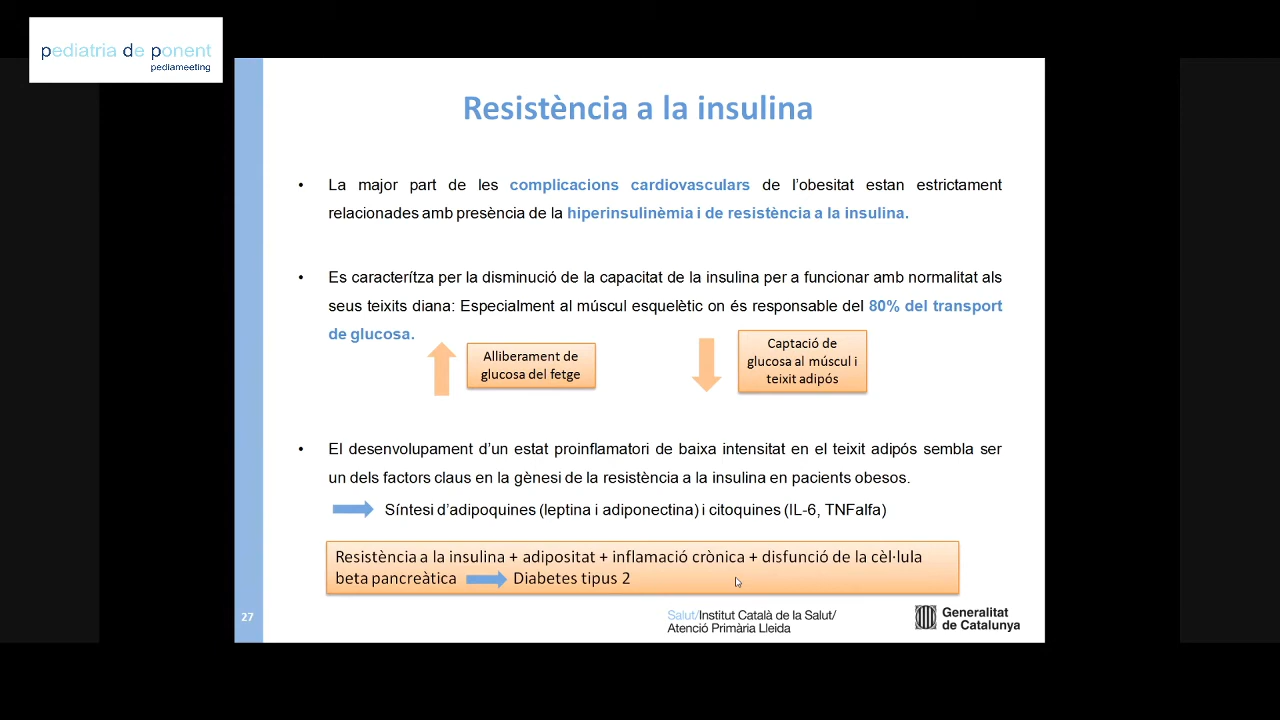 pediatria de ponent
pediameeting
Resistència a la insulina
• La major part de les complicacions cardiovasculars de l’obesitat estan estrictament
relacionades amb presència de la hiperinsulinèmia i de resistència a la insulina.
• Es caracterítza per la disminució de la capacitat de la insulina per a funcionar amb normalitat als
seus teixits diana: Especialment al múscul esquelètic on és responsable del 80% del transport
de glucosa.
Alliberament de
glucosa del fetge
Captació de
glucosa al múscul i
teixit adipós
• El desenvolupament d’un estat proinflamatori de baixa intensitat en el teixit adipós sembla ser
un dels factors claus en la gènesi de la resistència a la insulina en pacients obesos.
Síntesi d’adipoquines (leptina i adiponectina) i citoquines (IL-6, TNFalfa)
Resistència a la insulina + adipositat + inflamació crònica + disfunció de la cèl·lula
beta pancreàtica Diabetes tipus 2
27
Salut/Institut Català de la Salut/
Atenció Primària Lleida
Generalitat
de Catalunya